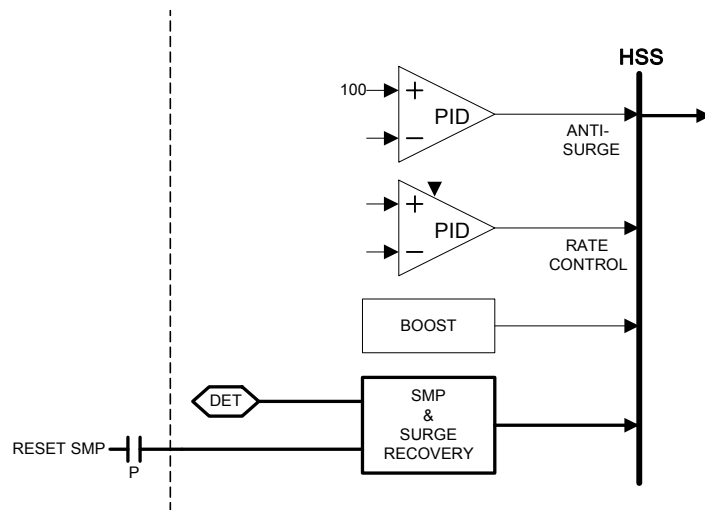 HSS
100
+
PID
−
ANTI-
SURGE
+
PID
−
RATE
CONTROL
BOOST
DET
SMP
&
SURGE
RECOVERY
RESET SMP
P